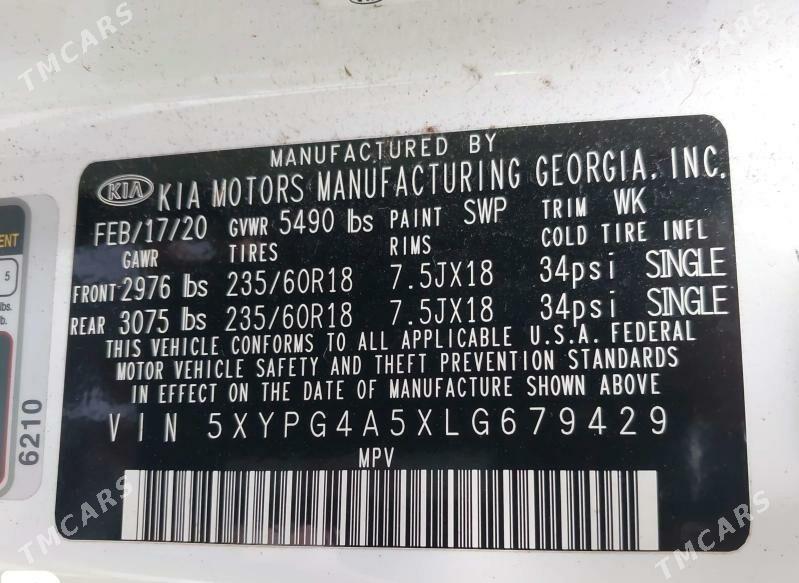 TMCARS
TMCARS
MANUFACTURED BY
KIA KIA MOTORS MANUFACTURING GEORGIA, INC.
FEB/17/20 GVWR 5490 lbs PAINT SWP TRIM WK
GAWR TIRES RIMS COLD TIRE INFL
FRONT 2976 lbs 235/60R18 7.5JX18 34psi SINGLE
REAR 3075 lbs 235/60R18 7.5JX18 34psi SINGLE
THIS VEHICLE CONFORMS TO ALL APPLICABLE U.S.A. FEDERAL
MOTOR VEHICLE SAFETY AND THEFT PREVENTION STANDARDS
IN EFFECT ON THE DATE OF MANUFACTURE SHOWN ABOVE
VIN 5XYPG4A5XLG679429
MPV
5
6210
TMCARS
TMCARS